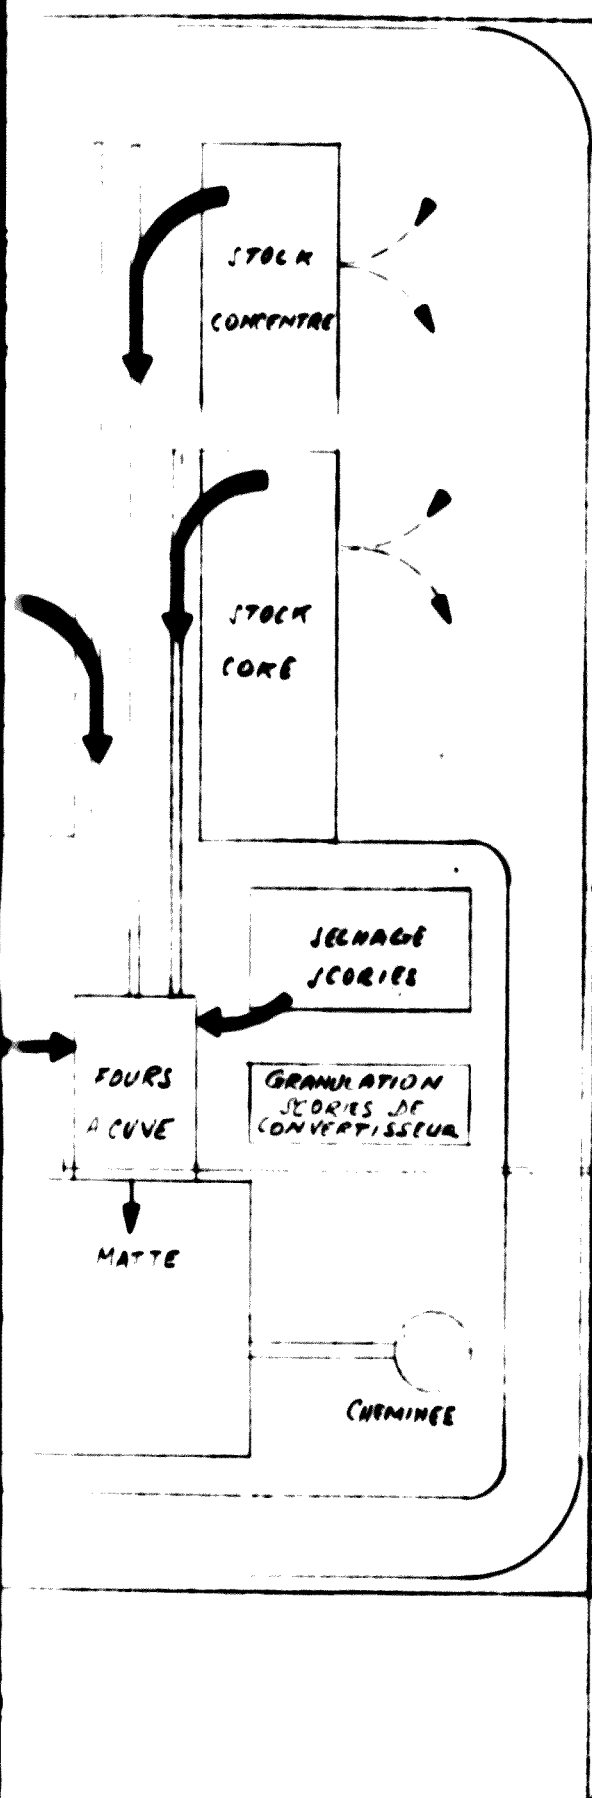 STOCK
CONCENTRE
STOCK
COKE
SECHAGE
SCORIES
FOURS
A CUVE
GRANULATION
SCORIES DE
CONVERTISSEUR
MATTE
CHEMINEE